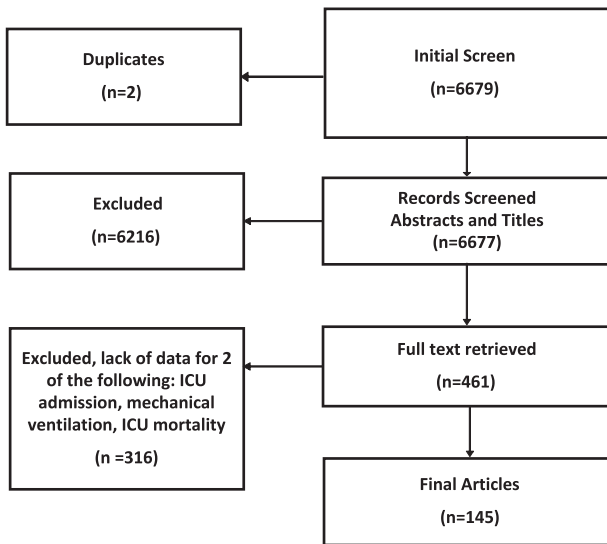 Duplicates
(n=2)
Initial Screen
(n=6679)
Excluded
(n=6216)
Records Screened
Abstracts and Titles
(n=6677)
Excluded, lack of data for 2
of the following: ICU
admission, mechanical
ventilation, ICU mortality
(n =316)
Full text retrieved
(n=461)
Final Articles
(n=145)